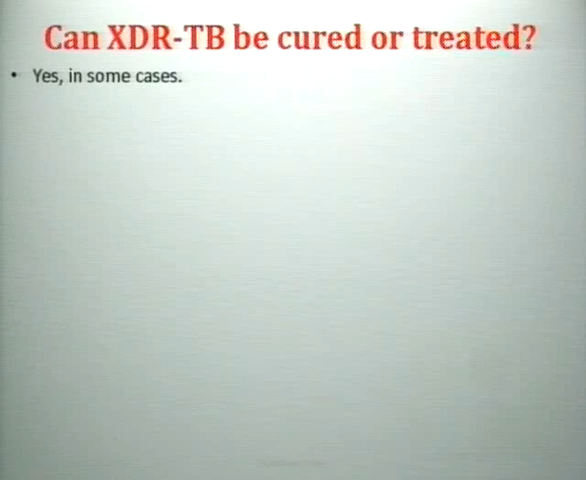 Can XDR-TB be cured or treated?
• Yes, in some cases.